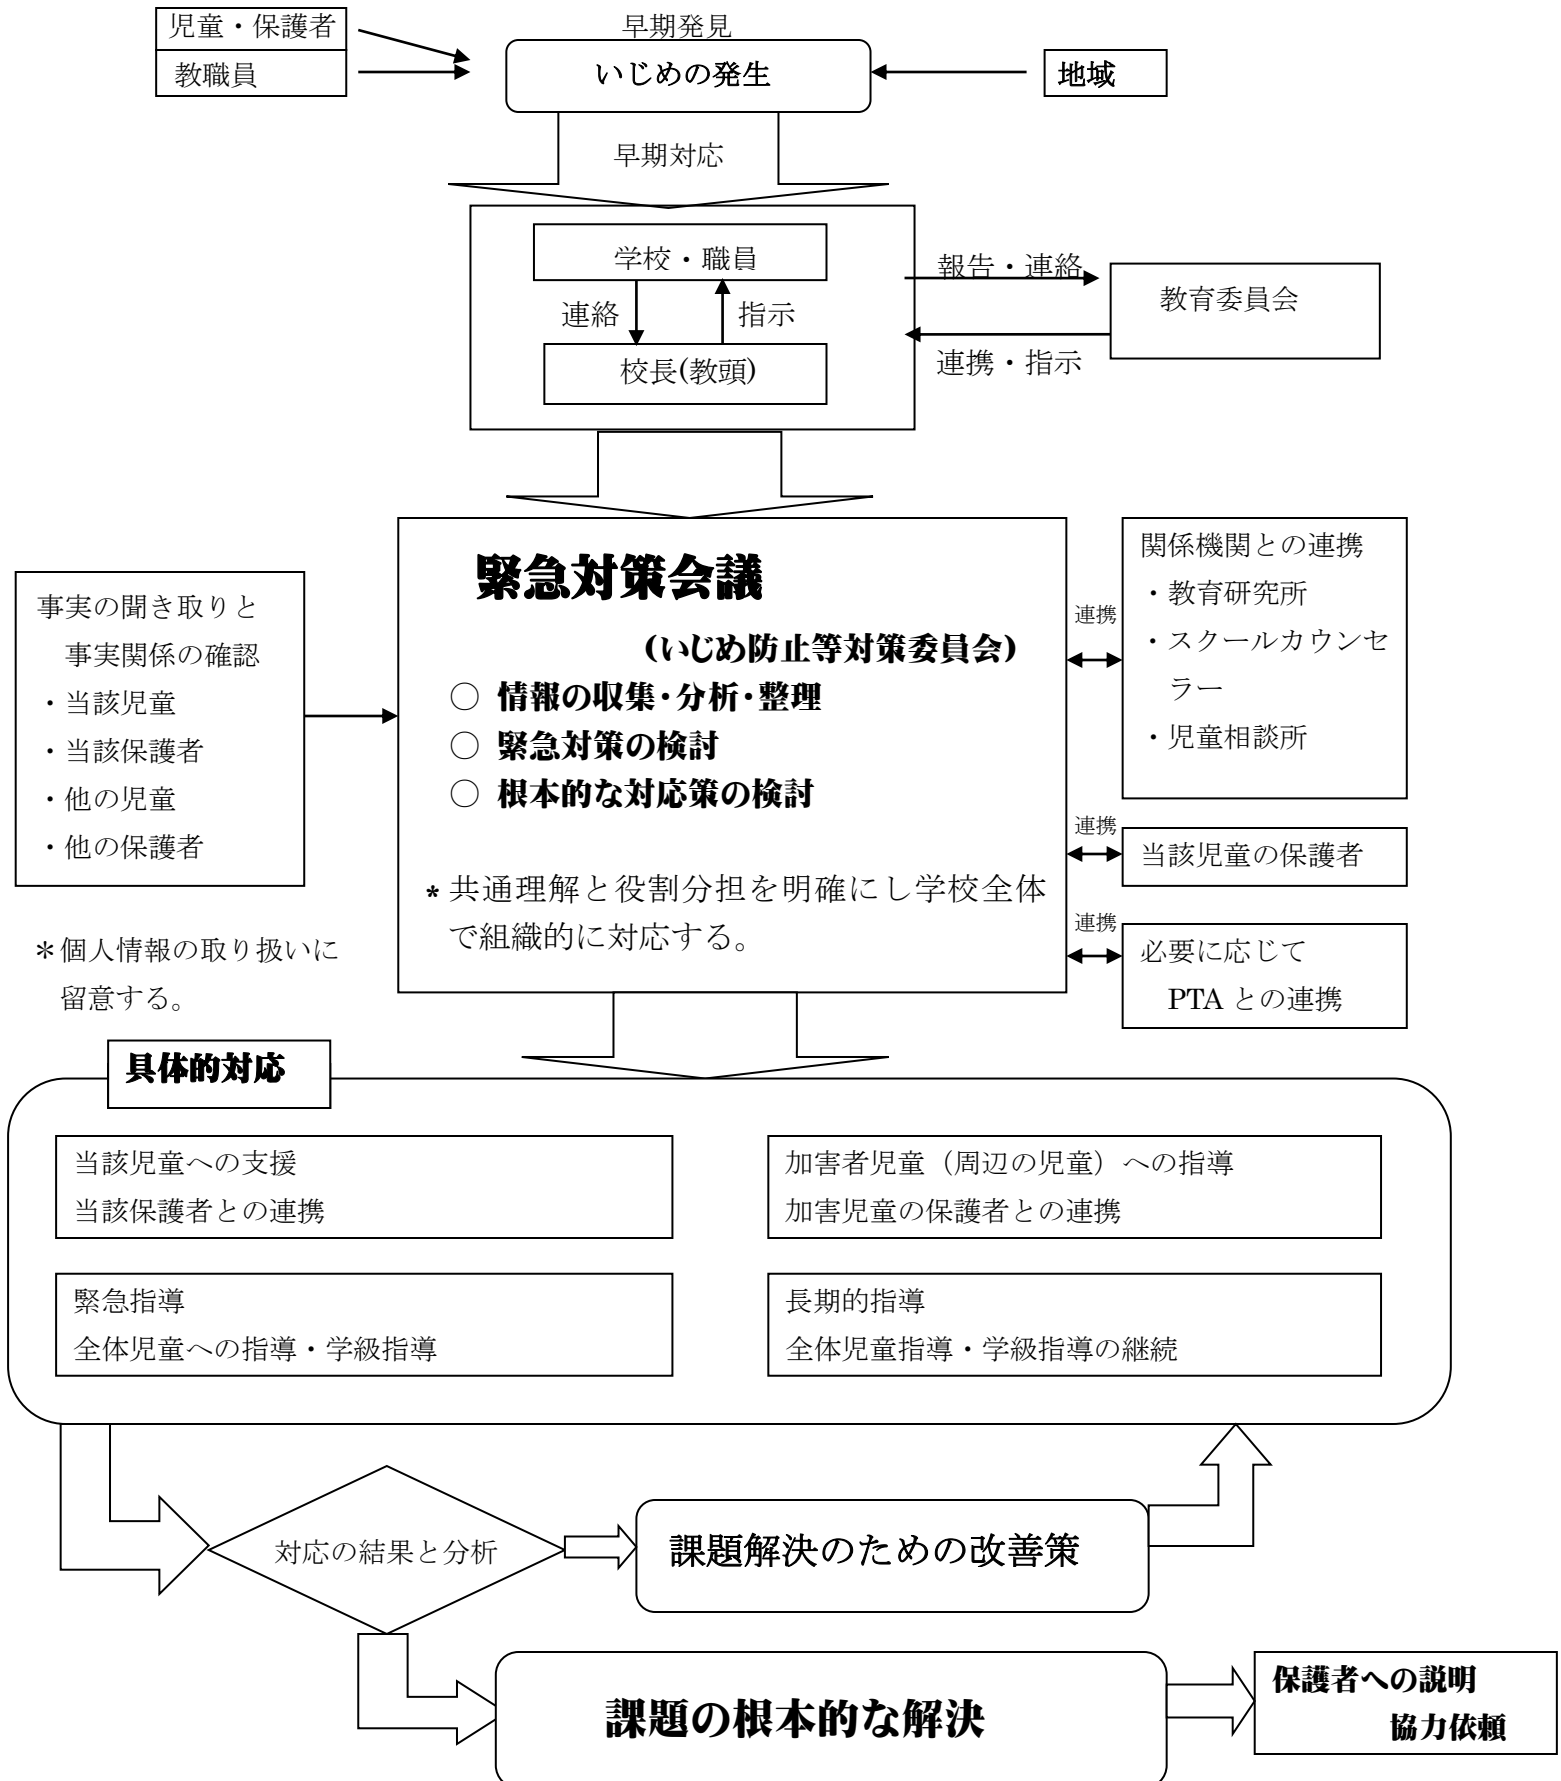 児童・保護者
教職員
早期発見
いじめの発生
地域
早期対応
学校・職員
連絡
指示
校長(教頭)
報告・連絡
連携・指示
教育委員会
事実の聞き取りと
事実関係の確認
・当該児童
・当該保護者
・他の児童
・他の保護者
＊個人情報の取り扱いに
留意する。
緊急対策会議
(いじめ防止等対策委員会)
○ 情報の収集・分析・整理
○ 緊急対策の検討
○ 根本的な対応策の検討
* 共通理解と役割分担を明確にし学校全体
で組織的に対応する。
連携
関係機関との連携
・教育研究所
・スクールカウンセ
ラー
・児童相談所
連携
当該児童の保護者
連携
必要に応じて
PTA との連携
具体的対応
当該児童への支援
当該保護者との連携
加害者児童（周辺の児童）への指導
加害児童の保護者との連携
緊急指導
全体児童への指導・学級指導
長期的指導
全体児童指導・学級指導の継続
対応の結果と分析
課題解決のための改善策
課題の根本的な解決
保護者への説明
協力依頼